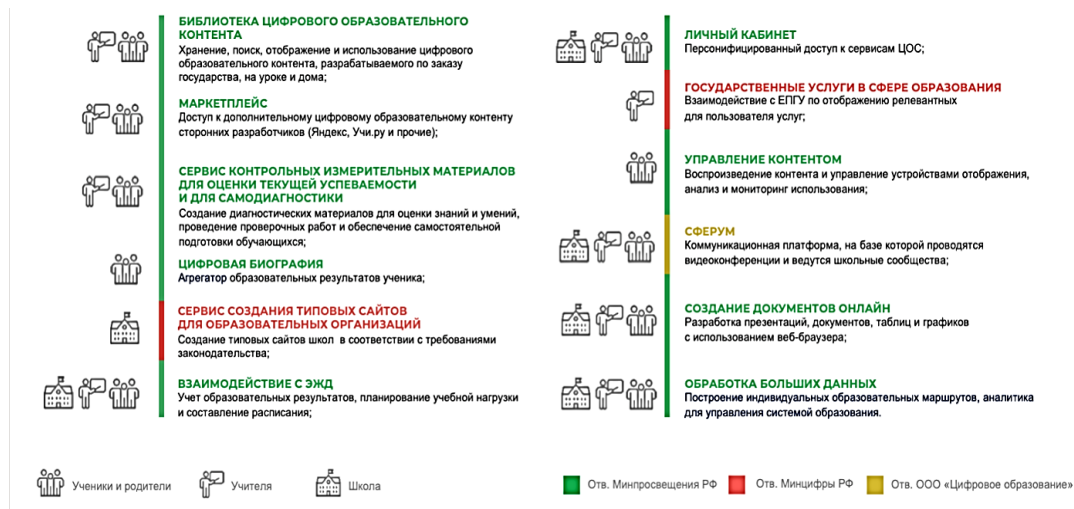 БИБЛИОТЕКА ЦИФРОВОГО ОБРАЗОВАТЕЛЬНОГО
КОНТЕНТА
Хранение, поиск, отображение и использование цифрового
образовательного контента, разрабатываемого по заказу
государства, на уроке и дома;
МАРКЕТПЛЕЙС
Доступ к дополнительному цифровому образовательному контенту
сторонних разработчиков (Яндекс, Учи.ру и прочие);
СЕРВИС КОНТРОЛЬНЫХ ИЗМЕРИТЕЛЬНЫХ МАТЕРИАЛОВ
ДЛЯ ОЦЕНКИ ТЕКУЩЕЙ УСПЕВАЕМОСТИ
И ДЛЯ САМОДИАГНОСТИКИ
Создание диагностических материалов для оценки знаний и умений,
проведение проверочных работ и обеспечение самостоятельной
подготовки обучающихся;
ЦИФРОВАЯ БИОГРАФИЯ
Агрегатор образовательных результатов ученика;
СЕРВИС СОЗДАНИЯ ТИПОВЫХ САЙТОВ
ДЛЯ ОБРАЗОВАТЕЛЬНЫХ ОРГАНИЗАЦИЙ
Создание типовых сайтов школ в соответствии с требованиями
законодательства;
ВЗАИМОДЕЙСТВИЕ С ЭЖД
Учет образовательных результатов, планирование учебной нагрузки
и составление расписания;
ЛИЧНЫЙ КАБИНЕТ
Персонифицированный доступ к сервисам ЦОС;
ГОСУДАРСТВЕННЫЕ УСЛУГИ В СФЕРЕ ОБРАЗОВАНИЯ
Взаимодействие с ЕПГУ по отображению релевантных
для пользователя услуг;
УПРАВЛЕНИЕ КОНТЕНТОМ
Воспроизведение контента и управление устройствами отображения,
анализ и мониторинг использования;
СФЕРУМ
Коммуникационная платформа, на базе которой проводятся
видеоконференции и ведутся школьные сообщества;
СОЗДАНИЕ ДОКУМЕНТОВ ОНЛАЙН
Разработка презентаций, документов, таблиц и графиков
с использованием веб-браузера;
ОБРАБОТКА БОЛЬШИХ ДАННЫХ
Построение индивидуальных образовательных маршрутов, аналитика
для управления системой образования.
Ученики и родители
Учителя
Школа
Отв. Минпросвещения РФ
Отв. Минцифры РФ
Отв. ООО «Цифровое образование»